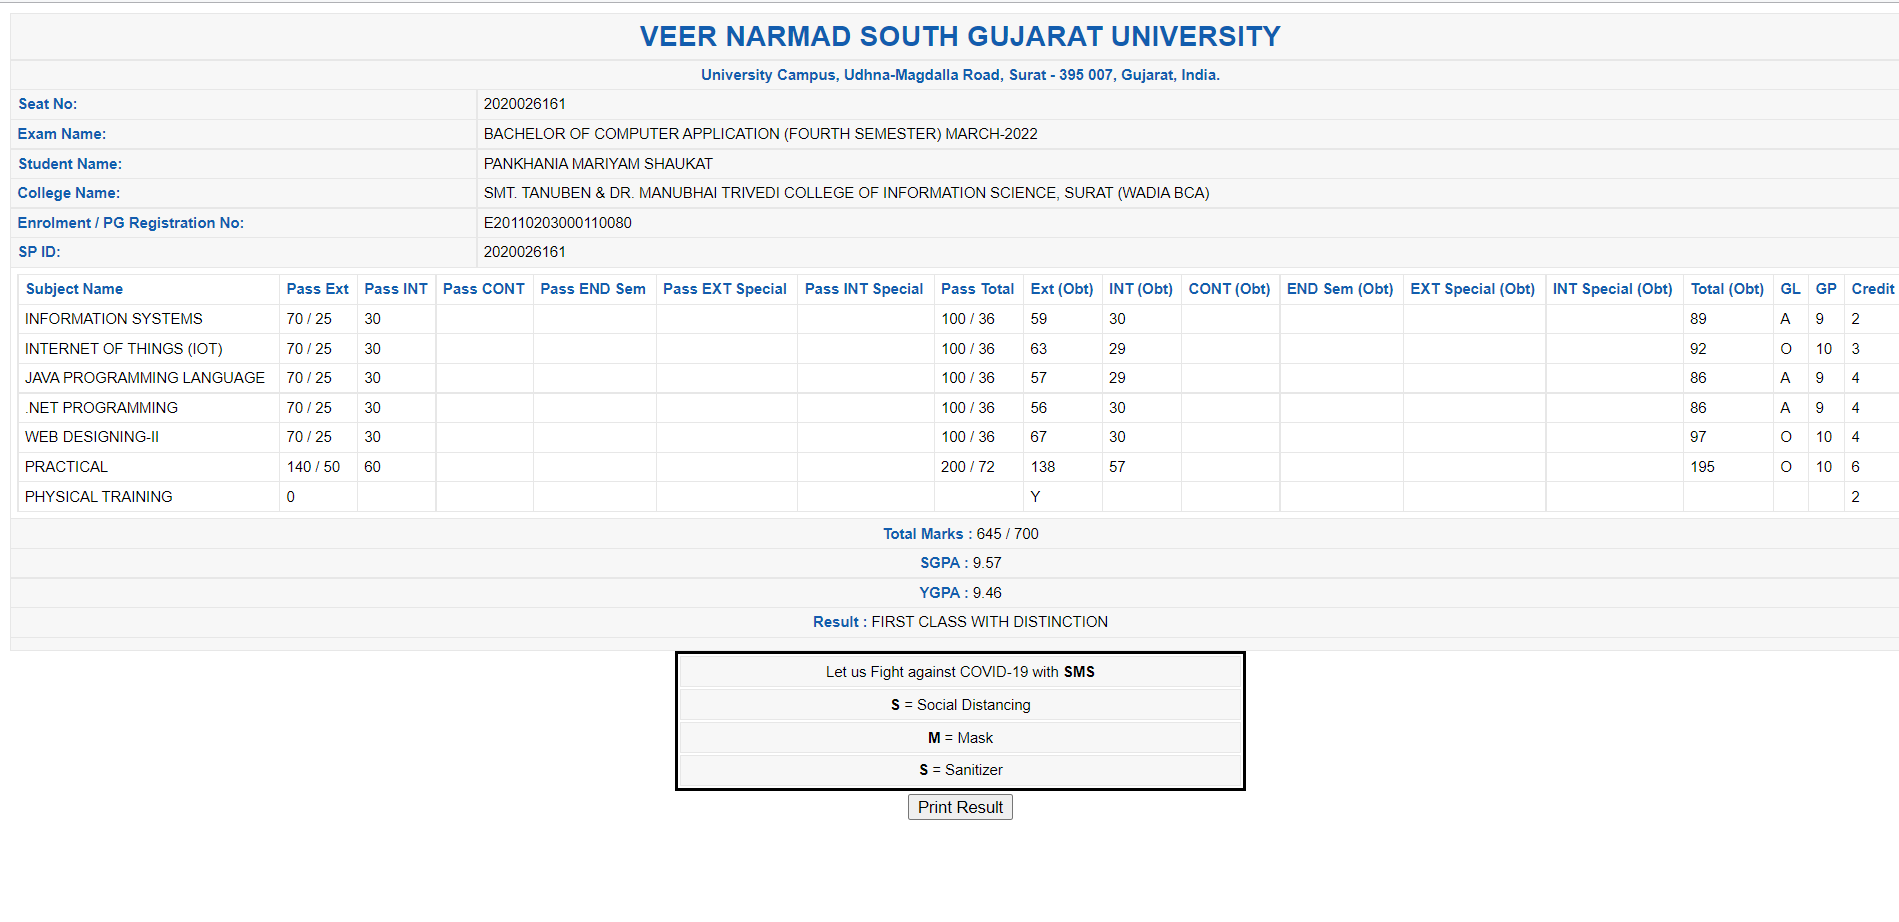 VEER NARMAD SOUTH GUJARAT UNIVERSITY
University Campus, Udhna-Magdalla Road, Surat - 395 007, Gujarat, India.
Seat No: 2020026161
Exam Name: BACHELOR OF COMPUTER APPLICATION (FOURTH SEMESTER) MARCH-2022
Student Name: PANKHANIA MARIYAM SHAUKAT
College Name: SMT. TANUBEN & DR. MANUBHAI TRIVEDI COLLEGE OF INFORMATION SCIENCE, SURAT (WADIA BCA)
Enrolment / PG Registration No: E20110203000110080
SP ID: 2020026161
Subject Name Pass Ext Pass INT Pass CONT Pass END Sem Pass EXT Special Pass INT Special Pass Total Ext (Obt) INT (Obt) CONT (Obt) END Sem (Obt) EXT Special (Obt) INT Special (Obt) Total (Obt) GL GP Credit
INFORMATION SYSTEMS 70 / 25 30 100 / 36 59 30 89 A 9 2
INTERNET OF THINGS (IOT) 70 / 25 30 100 / 36 63 29 92 O 10 3
JAVA PROGRAMMING LANGUAGE 70 / 25 30 100 / 36 57 29 86 A 9 4
.NET PROGRAMMING 70 / 25 30 100 / 36 56 30 86 A 9 4
WEB DESIGNING-II 70 / 25 30 100 / 36 67 30 97 O 10 4
PRACTICAL 140 / 50 60 200 / 72 138 57 195 O 10 6
PHYSICAL TRAINING 0 Y 2
Total Marks : 645 / 700
SGPA : 9.57
YGPA : 9.46
Result : FIRST CLASS WITH DISTINCTION
Let us Fight against COVID-19 with SMS
S = Social Distancing
M = Mask
S = Sanitizer
Print Result